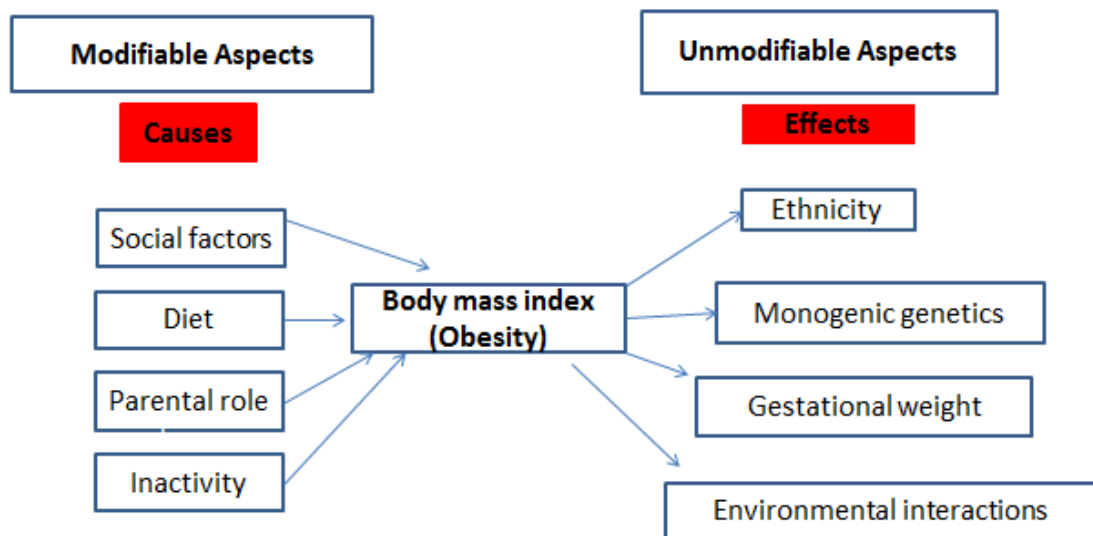 Modifiable Aspects
Unmodifiable Aspects
Causes
Effects
Social factors
Diet
Parental role
Inactivity
Body mass index
(Obesity)
Ethnicity
Monogenic genetics
Gestational weight
Environmental interactions